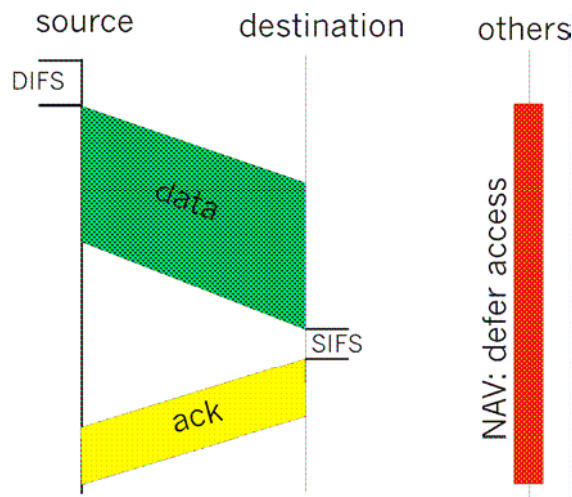 source
destination
others
DIFS
data
SIFS
ack
NAV: defer access